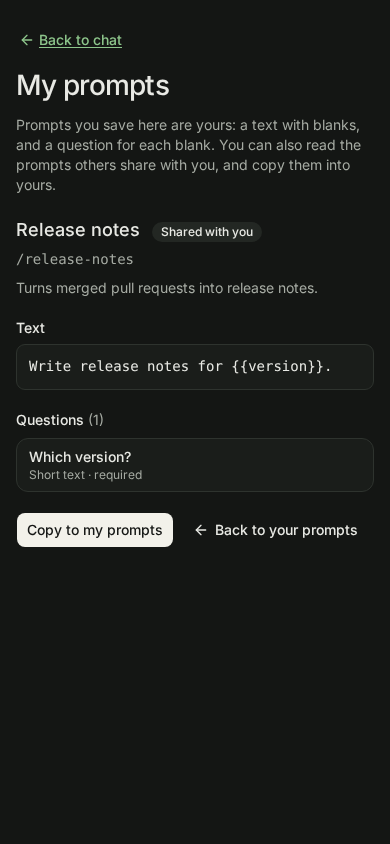 Back to chat
My prompts
Prompts you save here are yours: a text with blanks,
and a question for each blank. You can also read the
prompts others share with you, and copy them into
yours.
Release notes Shared with you
/release-notes
Turns merged pull requests into release notes.
Text
Write release notes for {{version}}.
Questions (1)
Which version?
Short text · required
Copy to my prompts Back to your prompts